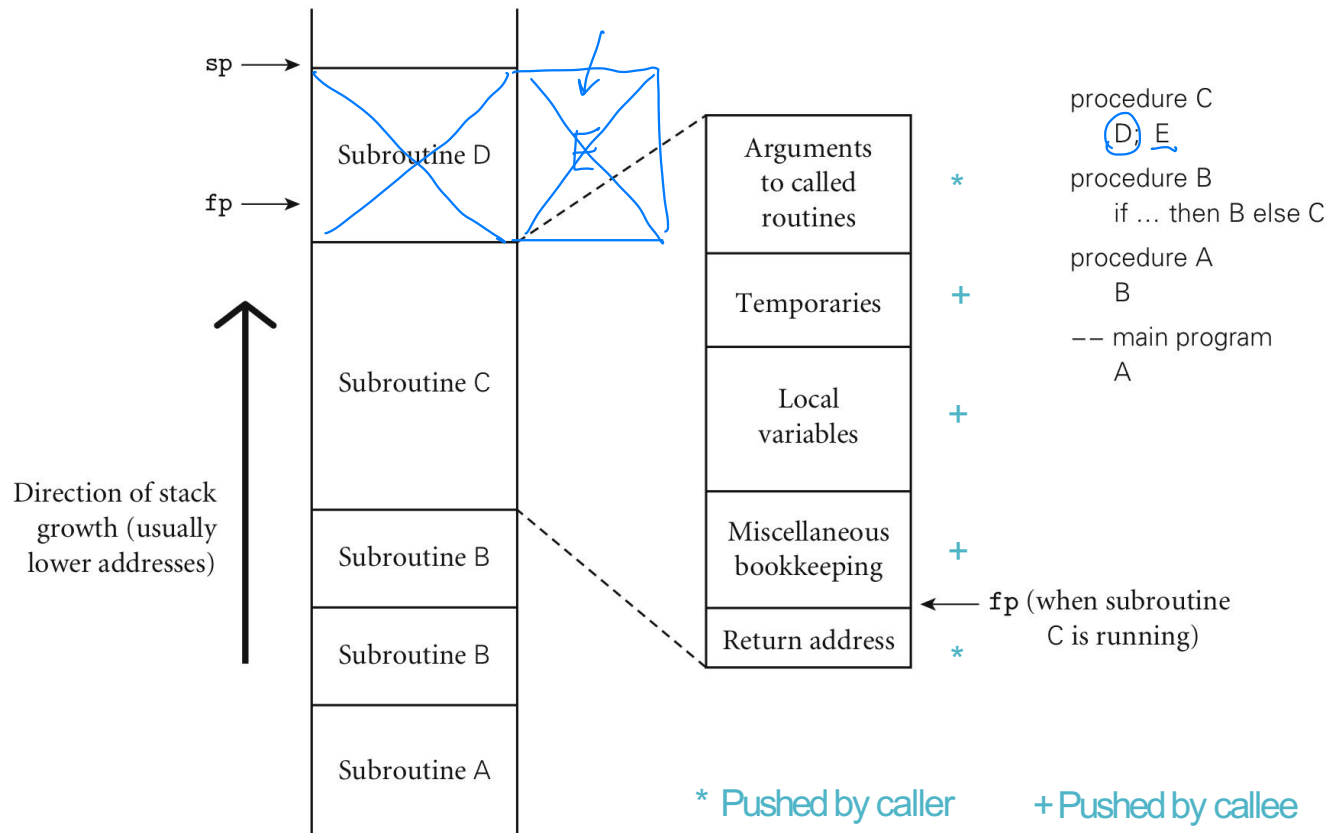 sp
Subroutine D
E
fp
Subroutine C
Direction of stack
growth (usually
lower addresses)
Subroutine B
Subroutine B
Subroutine A
Arguments
to called
routines
*
Temporaries
+
Local
variables
+
Miscellaneous
bookkeeping
+
fp (when subroutine
C is running)
Return address
*
procedure C
D; E
procedure B
if ... then B else C
procedure A
B
-- main program
A
* Pushed by caller
+ Pushed by callee